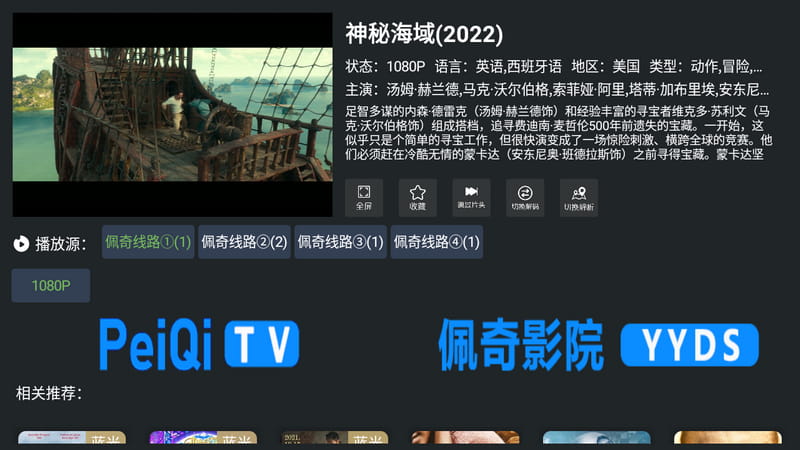 神秘海域(2022)
状态：1080P 语言：英语,西班牙语 地区：美国 类型：动作,冒险,...
主演：汤姆·赫兰德,马克·沃尔伯格,索菲娅·阿里,塔蒂·加布里埃,安东尼...
足智多谋的内森·德雷克（汤姆·赫兰德饰）和经验丰富的寻宝者维克多·苏利文（马
克·沃尔伯格饰）组成搭档，追寻费迪南·麦哲伦500年前遗失的宝藏。一开始，这
似乎只是个简单的寻宝工作，但很快演变成了一场惊险刺激、横跨全球的竞赛。他
们必须赶在冷酷无情的蒙卡达（安东尼奥·班德拉斯饰）之前寻得宝藏。蒙卡达坚
全屏 收藏 跳过片头 切换解码 切换解析
播放源： 佩奇线路①(1) 佩奇线路②(2) 佩奇线路③(1) 佩奇线路④(1)
1080P
PeiQi TV 佩奇影院 YYDS
相关推荐：
蓝光 蓝光 2021. 蓝光